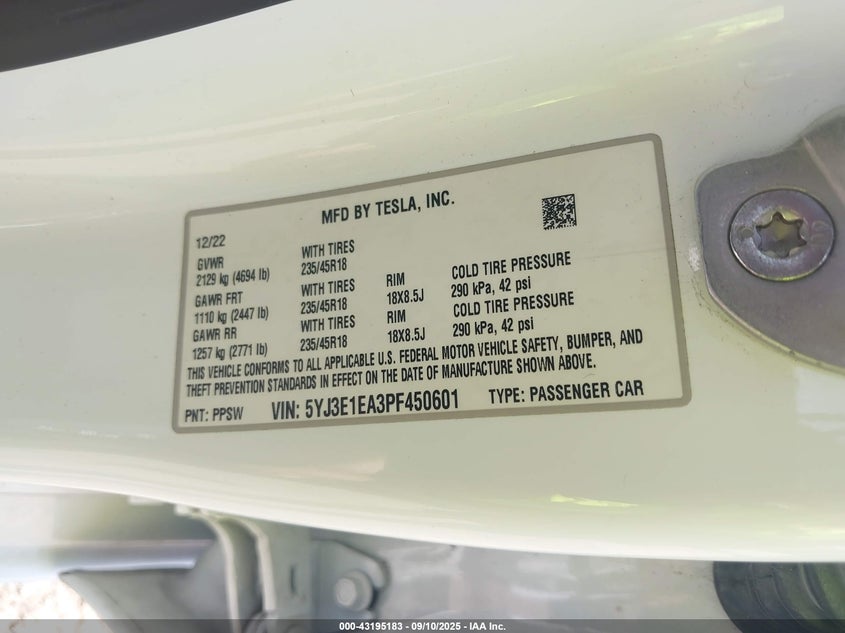 MFD BY TESLA, INC.
12/22
GVWR WITH TIRES
2129 kg (4694 lb) 235/45R18
GAWR FRT WITH TIRES RIM COLD TIRE PRESSURE
1110 kg (2447 lb) 235/45R18 18X8.5J 290 kPa, 42 psi
GAWR RR WITH TIRES RIM COLD TIRE PRESSURE
1257 kg (2771 lb) 235/45R18 18X8.5J 290 kPa, 42 psi
THIS VEHICLE CONFORMS TO ALL APPLICABLE U.S. FEDERAL MOTOR VEHICLE SAFETY, BUMPER, AND
THEFT PREVENTION STANDARDS IN EFFECT ON THE DATE OF MANUFACTURE SHOWN ABOVE.
PNT: PPSW VIN: 5YJ3E1EA3PF450601 TYPE: PASSENGER CAR
000-43195183 - 09/10/2025 - IAA Inc.